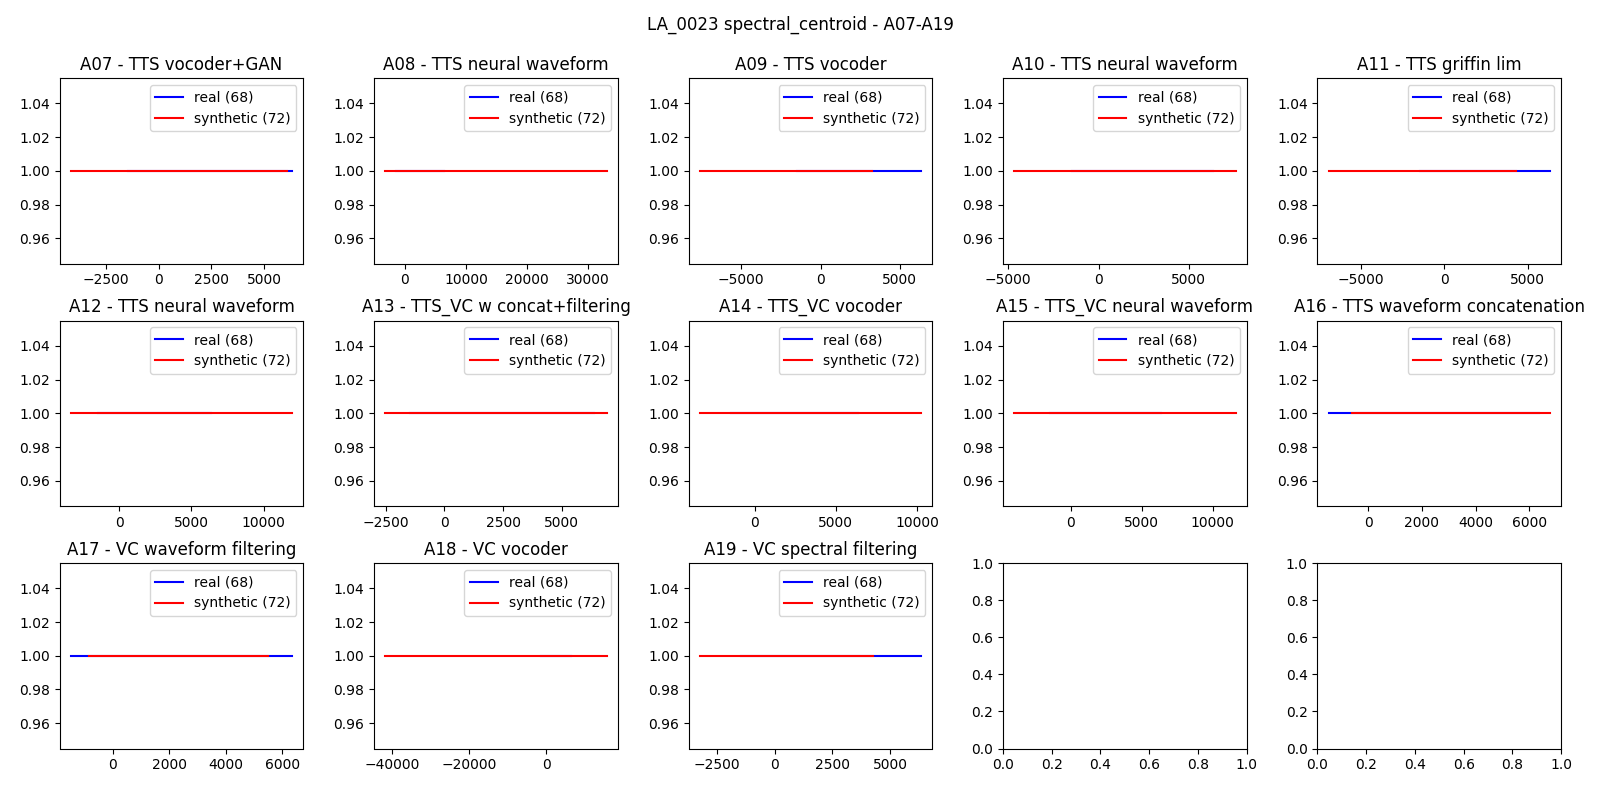 LA_0023 spectral_centroid - A07-A19
A07 - TTS vocoder+GAN
1.04
1.02
1.00
0.98
0.96
real (68)
synthetic (72)
−2500 0 2500 5000
A08 - TTS neural waveform
1.04
1.02
1.00
0.98
0.96
real (68)
synthetic (72)
0 10000 20000 30000
A09 - TTS vocoder
1.04
1.02
1.00
0.98
0.96
real (68)
synthetic (72)
−5000 0 5000
A10 - TTS neural waveform
1.04
1.02
1.00
0.98
0.96
real (68)
synthetic (72)
−5000 0 5000
A11 - TTS griffin lim
1.04
1.02
1.00
0.98
0.96
real (68)
synthetic (72)
−5000 0 5000
A12 - TTS neural waveform
1.04
1.02
1.00
0.98
0.96
real (68)
synthetic (72)
0 5000 10000
A13 - TTS_VC w concat+filtering
1.04
1.02
1.00
0.98
0.96
real (68)
synthetic (72)
−2500 0 2500 5000
A14 - TTS_VC vocoder
1.04
1.02
1.00
0.98
0.96
real (68)
synthetic (72)
0 5000 10000
A15 - TTS_VC neural waveform
1.04
1.02
1.00
0.98
0.96
real (68)
synthetic (72)
0 5000 10000
A16 - TTS waveform concatenation
1.04
1.02
1.00
0.98
0.96
real (68)
synthetic (72)
0 2000 4000 6000
A17 - VC waveform filtering
1.04
1.02
1.00
0.98
0.96
real (68)
synthetic (72)
0 2000 4000 6000
A18 - VC vocoder
1.04
1.02
1.00
0.98
0.96
real (68)
synthetic (72)
−40000 −20000 0
A19 - VC spectral filtering
1.04
1.02
1.00
0.98
0.96
real (68)
synthetic (72)
−2500 0 2500 5000
1.0
0.8
0.6
0.4
0.2
0.0
0.0 0.2 0.4 0.6 0.8 1.0
1.0
0.8
0.6
0.4
0.2
0.0
0.0 0.2 0.4 0.6 0.8 1.0